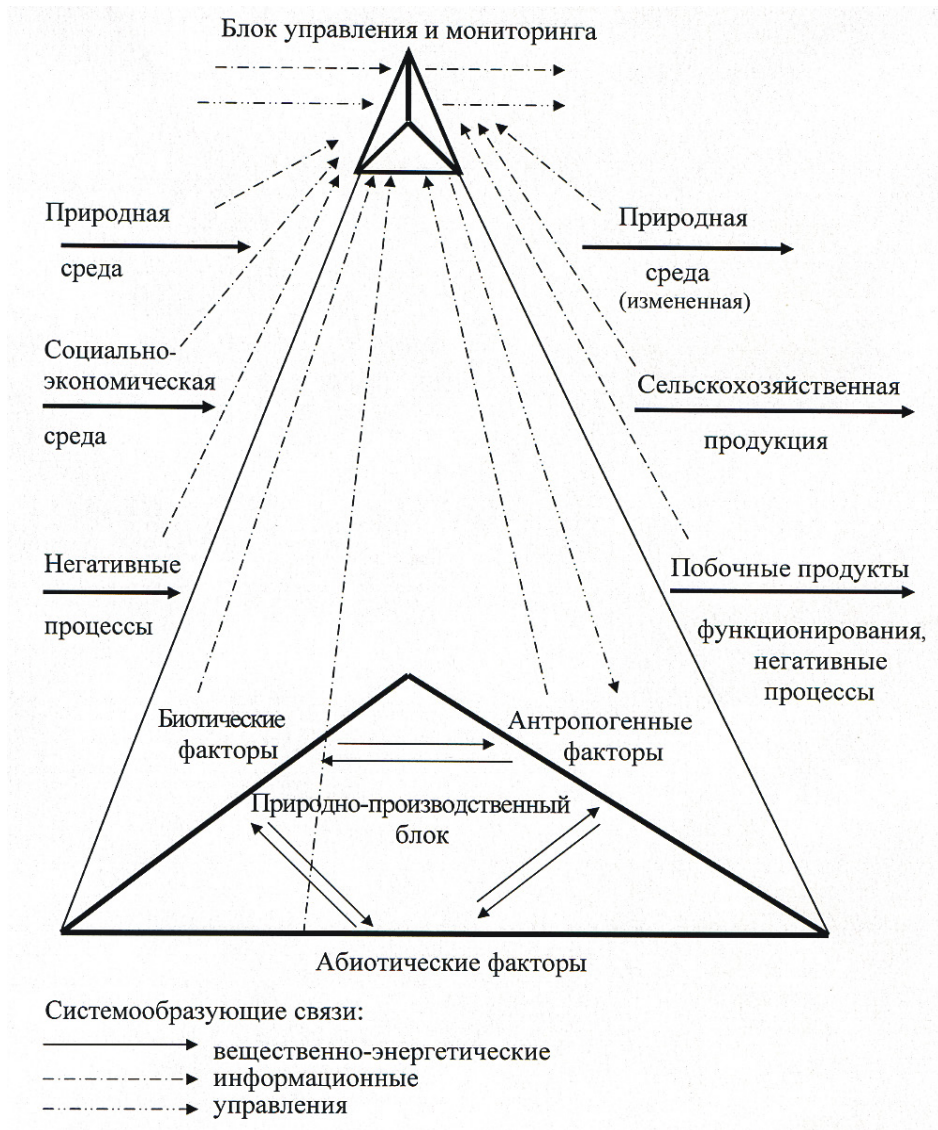 Блок управления и мониторинга
Природная
среда
Природная
среда
(измененная)
Социально-
экономическая
среда
Сельскохозяйственная
продукция
Негативные
процессы
Побочные продукты
функционирования,
негативные
процессы
Биотические
факторы
Антропогенные
факторы
Природно-производственный
блок
Абиотические факторы
Системообразующие связи:
вещественно-энергетические
информационные
управления